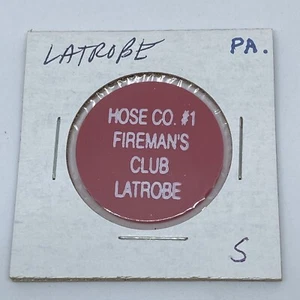 LATROBE PA.
HOSE CO. #1
FIREMAN'S
CLUB
LATROBE
S